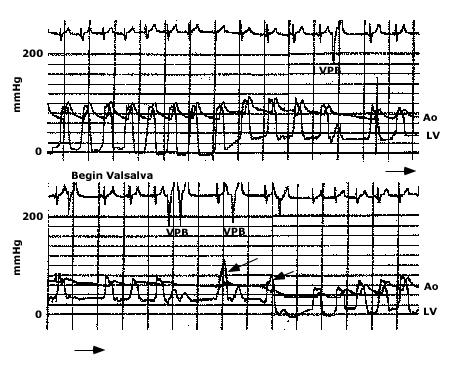 200
mmHg
VPB
Ao
LV
0
Begin Valsalva
200
mmHg
VPB VPB
Ao
LV
0